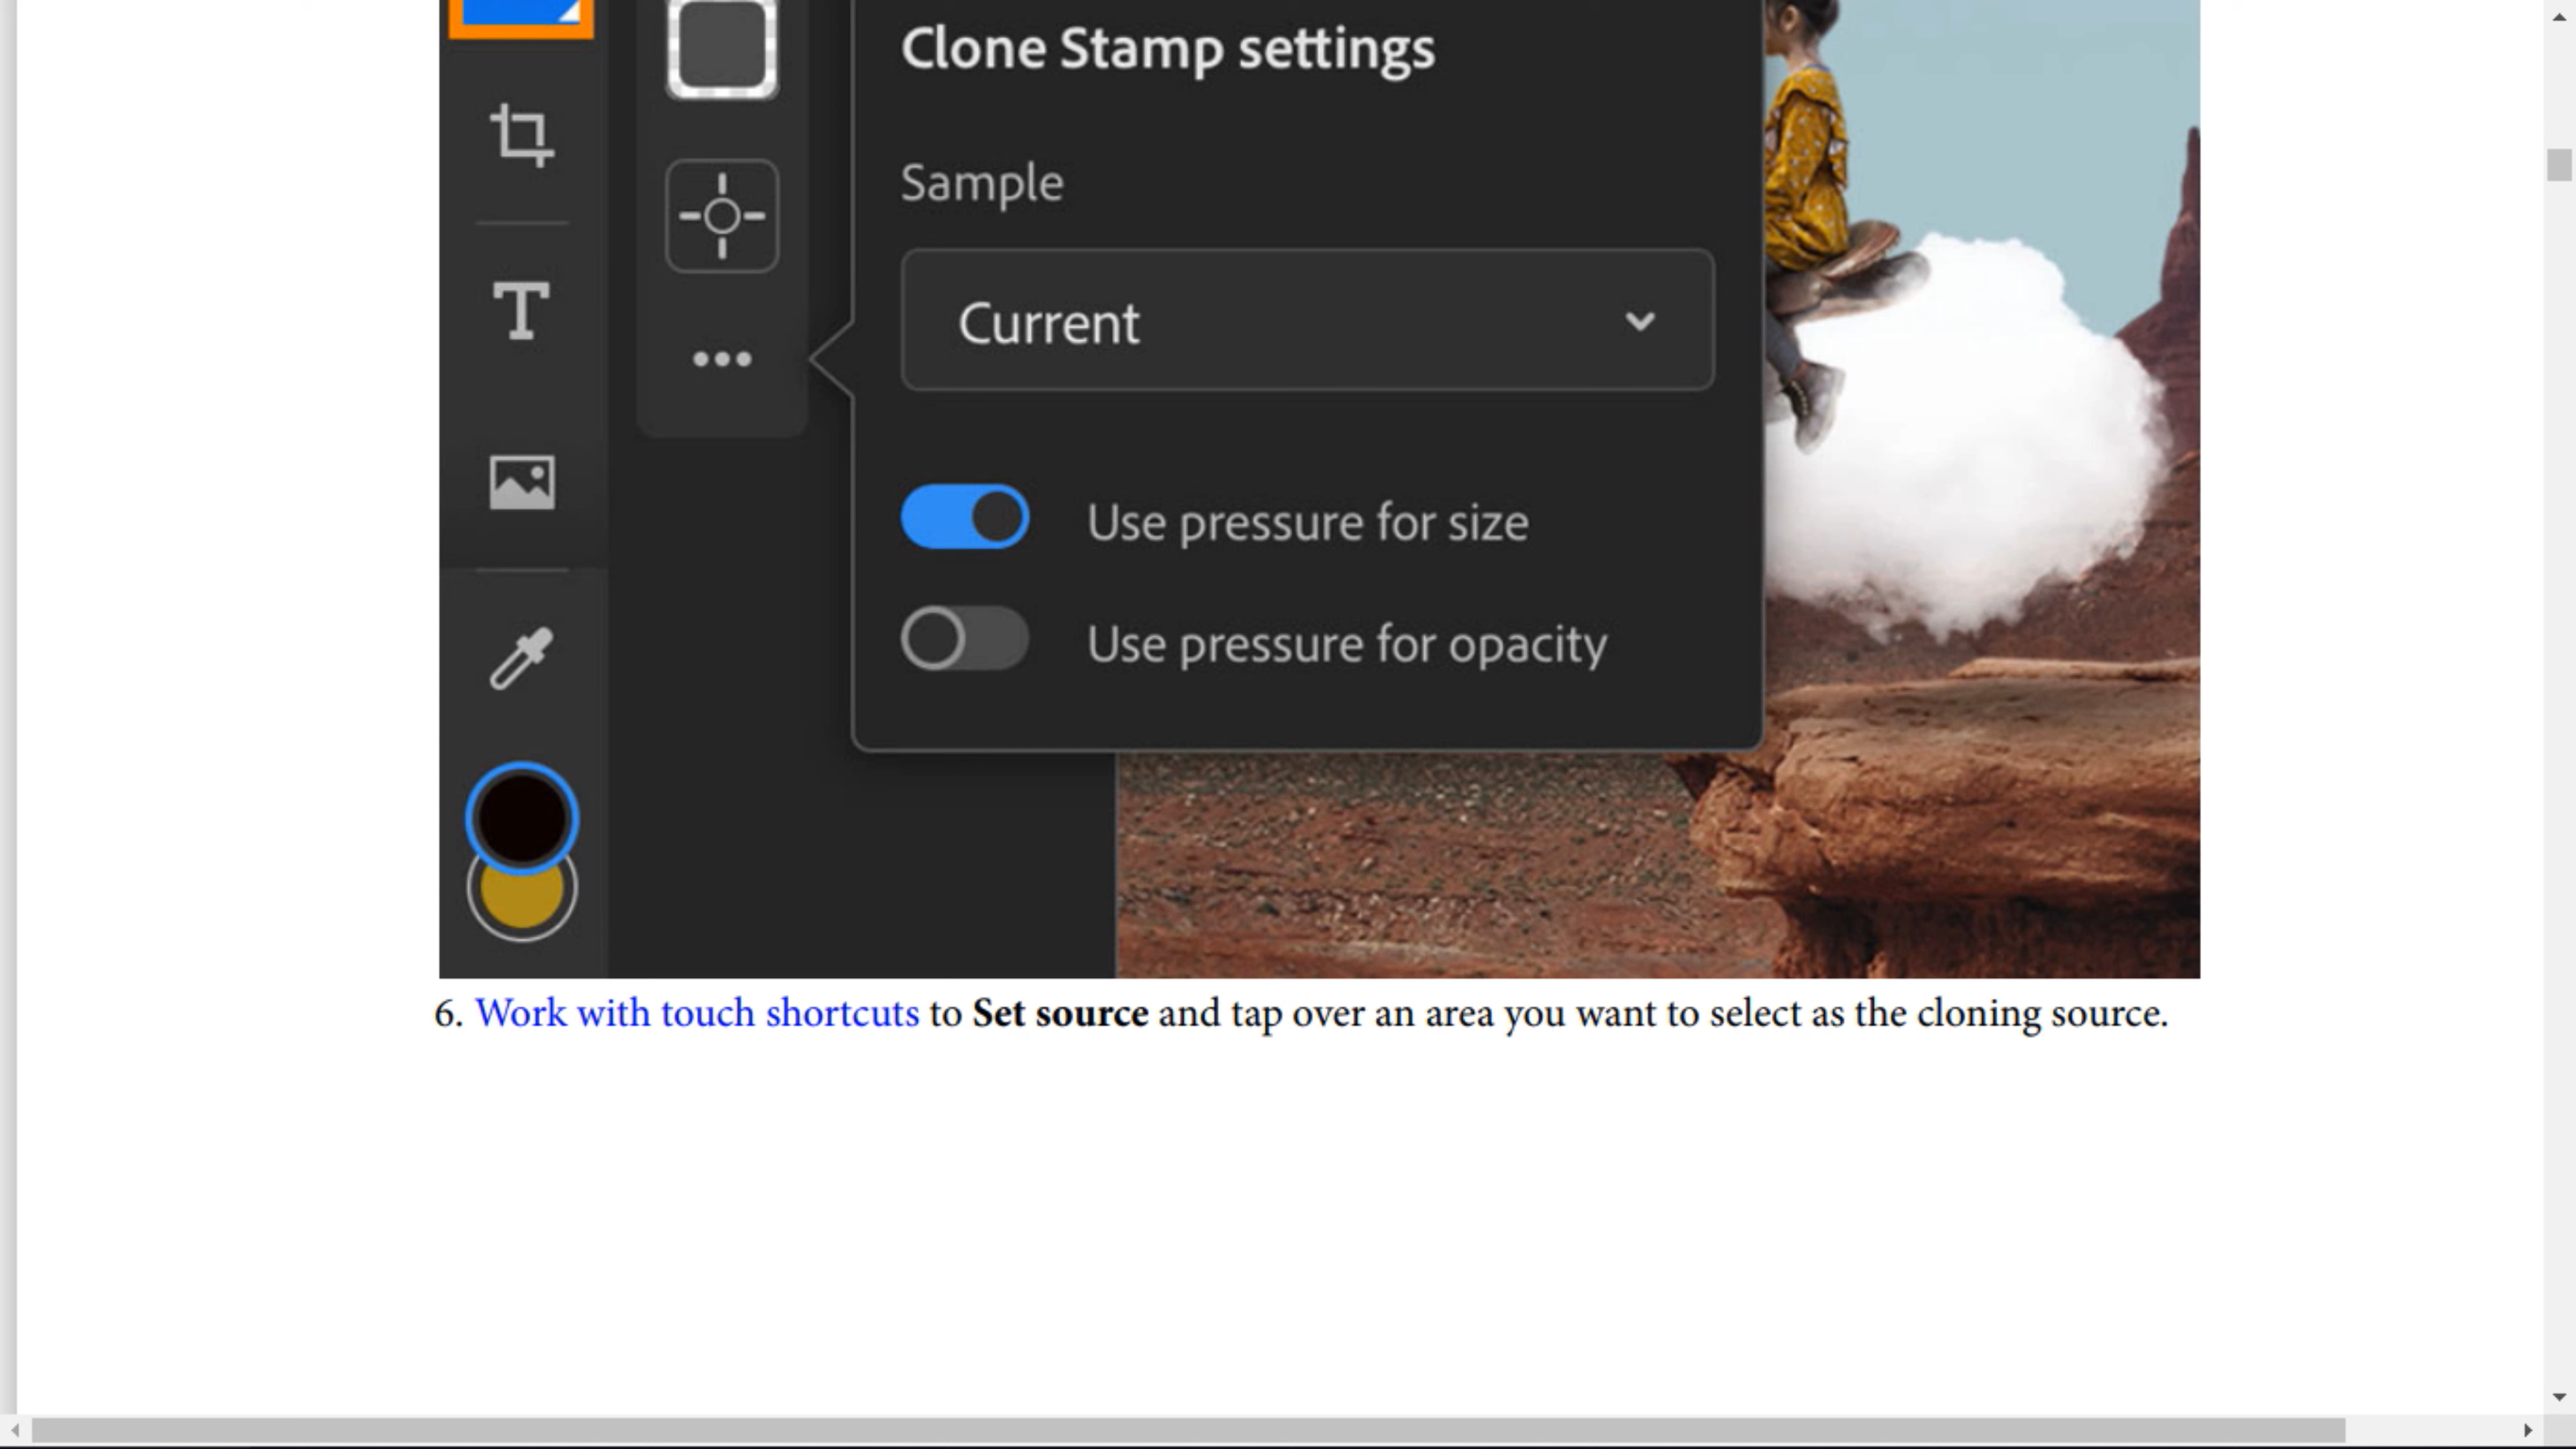 Clone Stamp settings
Sample
Current
Use pressure for size
Use pressure for opacity
6. Work with touch shortcuts to Set source and tap over an area you want to select as the cloning source.